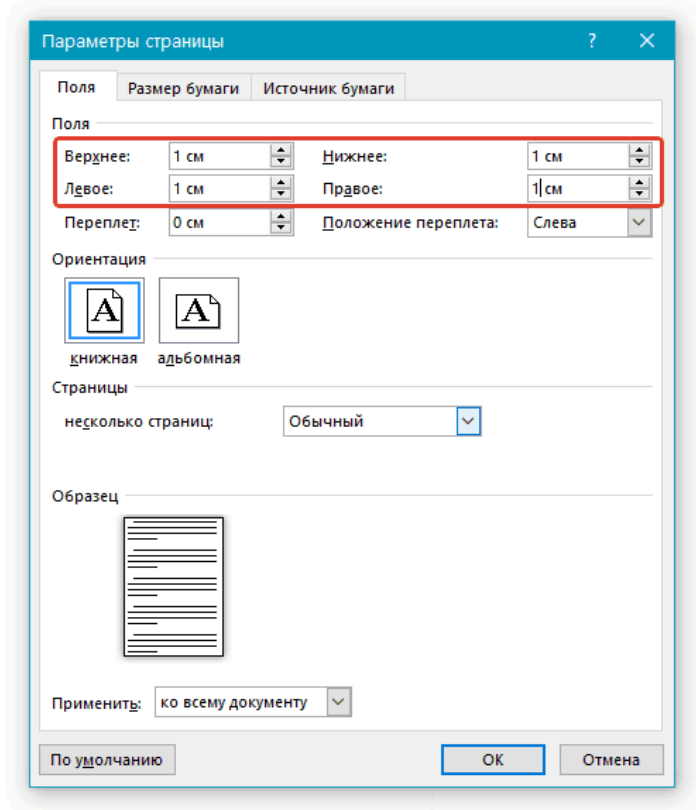 Параметры страницы ?
Поля Размер бумаги Источник бумаги
Поля
Верхнее: 1 см Нижнее: 1 см
Левое: 1 см Правое: 1 см
Переплет: 0 см Положение переплета: Слева
Ориентация
A A
книжная альбомная
Страницы
несколько страниц: Обычный
Образец
Применить: ко всему документу
По умолчанию ОК Отмена